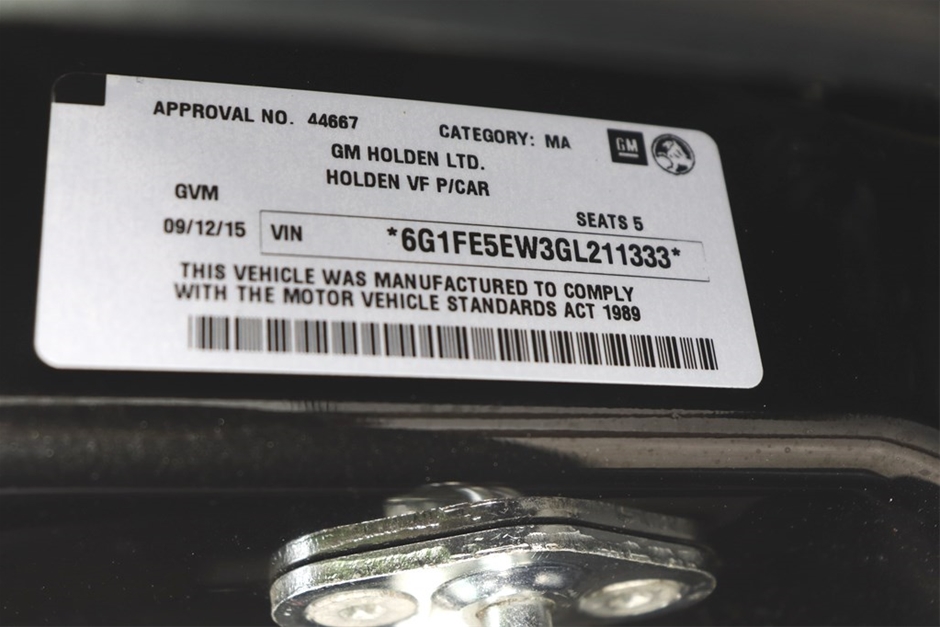 APPROVAL NO. 44667
CATEGORY: MA
GM
GM HOLDEN LTD.
HOLDEN VF P/CAR
GVM
SEATS 5
09/12/15
VIN *6G1FE5EW3GL211333*
THIS VEHICLE WAS MANUFACTURED TO COMPLY
WITH THE MOTOR VEHICLE STANDARDS ACT 1989